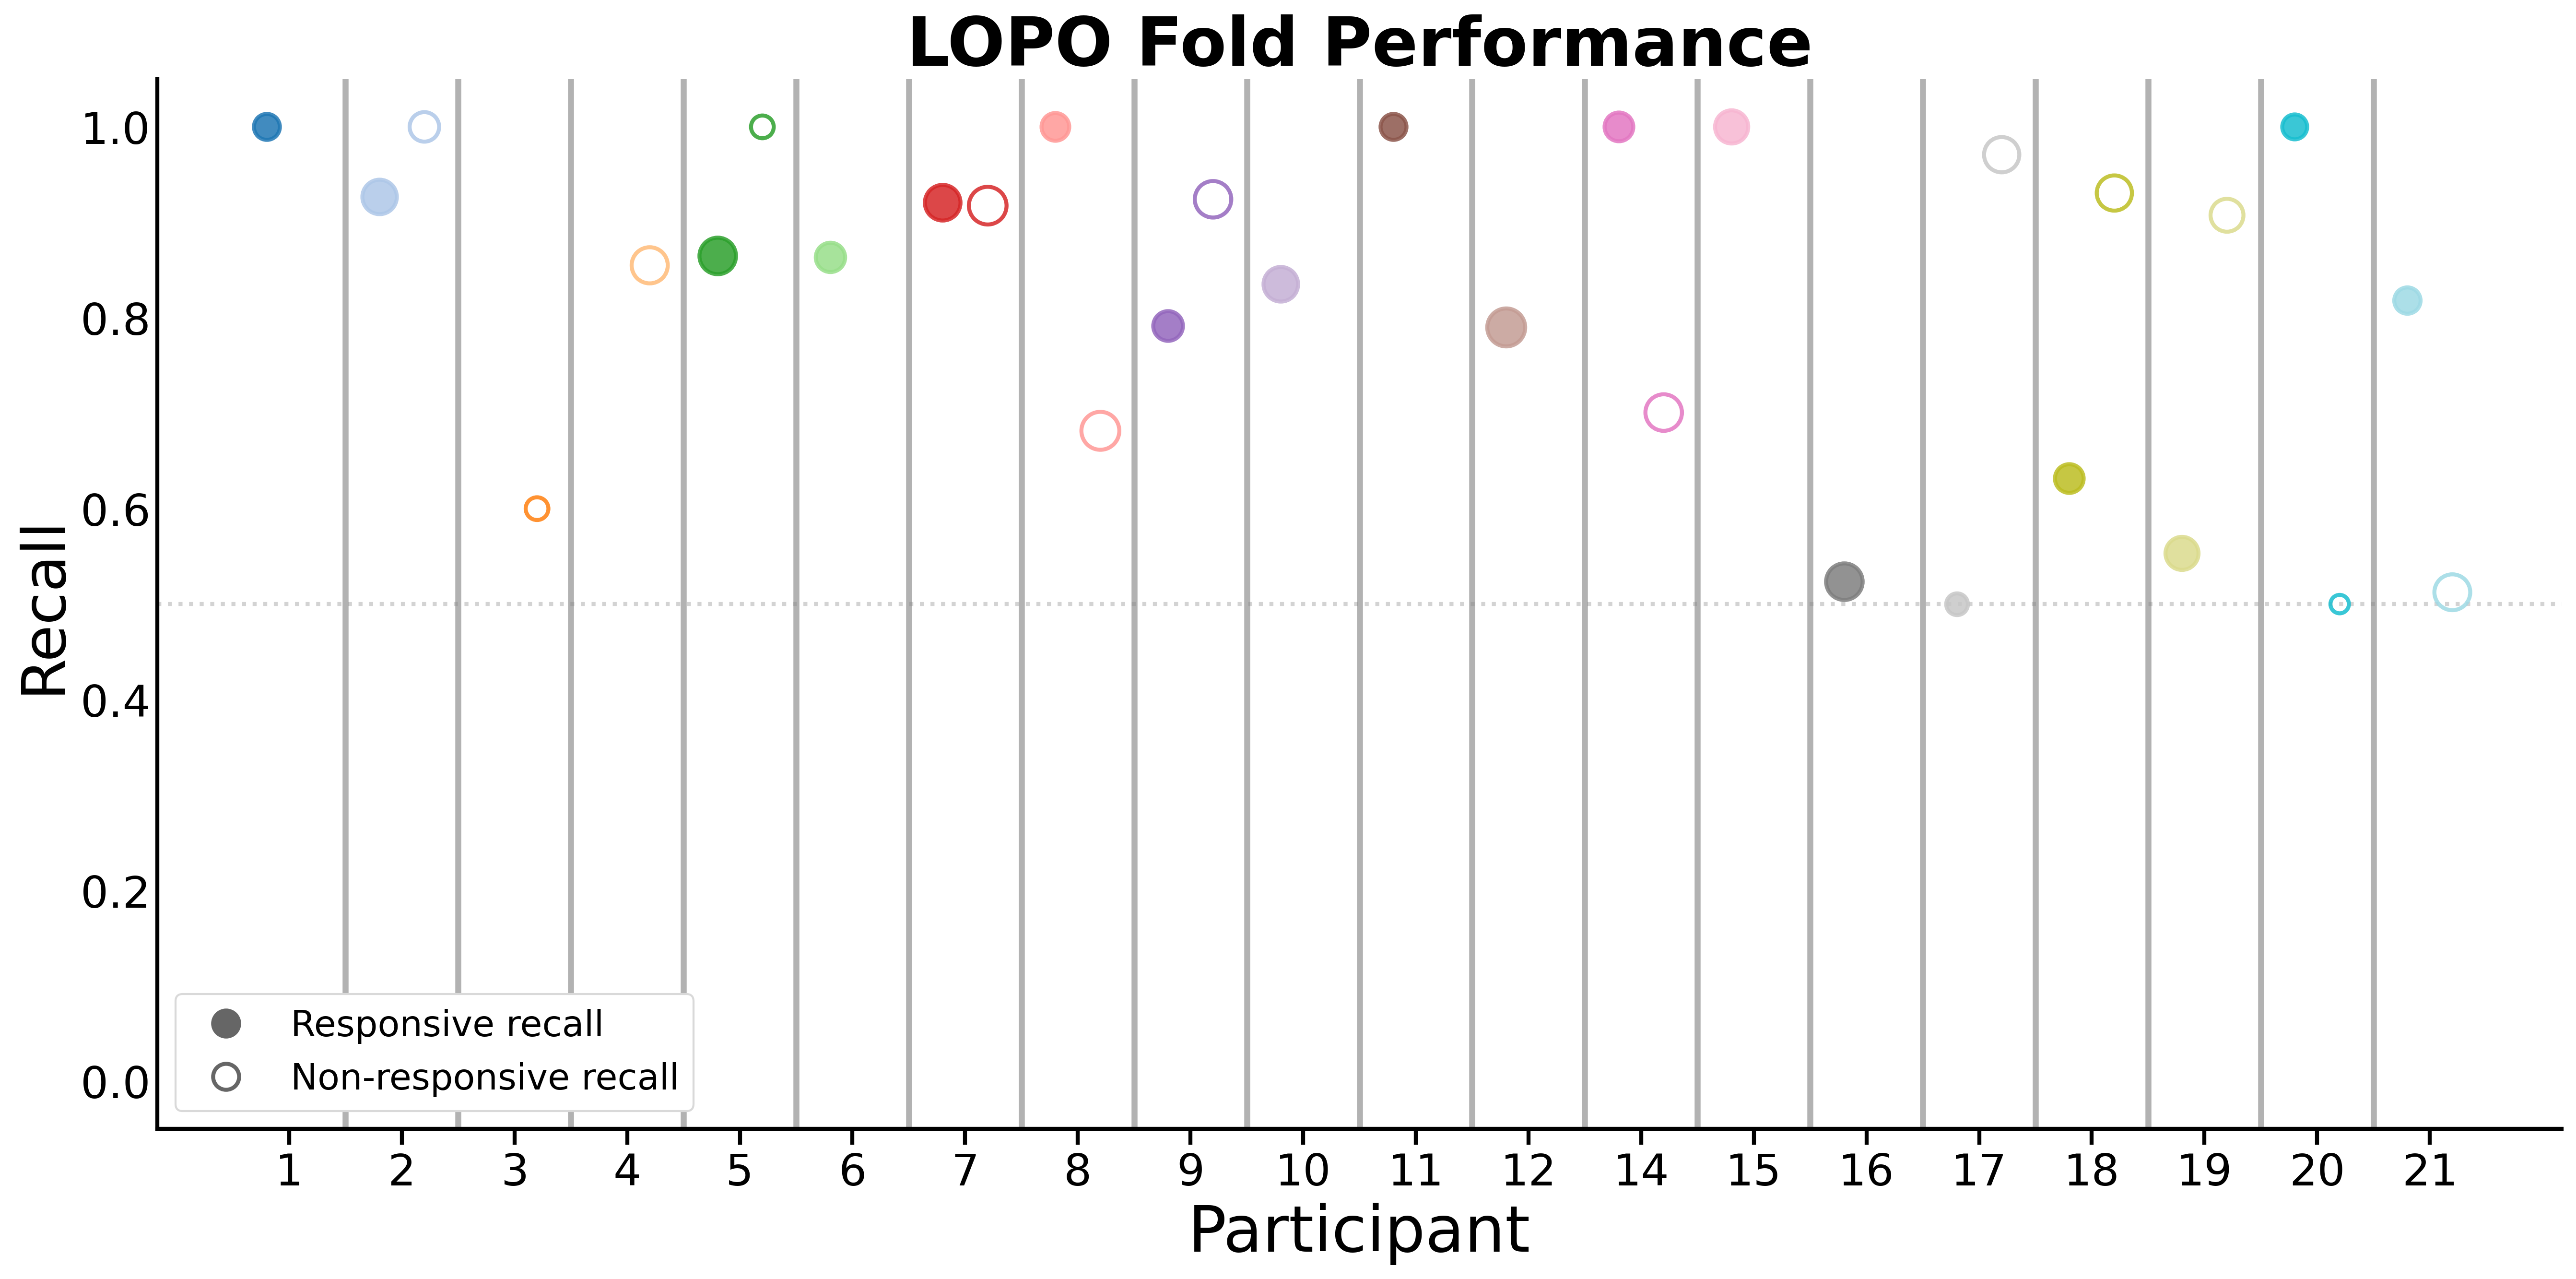 LOPO Fold Performance
Recall
1.0
0.8
0.6
0.4
0.2
0.0
Responsive recall
Non-responsive recall
1 2 3 4 5 6 7 8 9 10 11 12 14 15 16 17 18 19 20 21
Participant